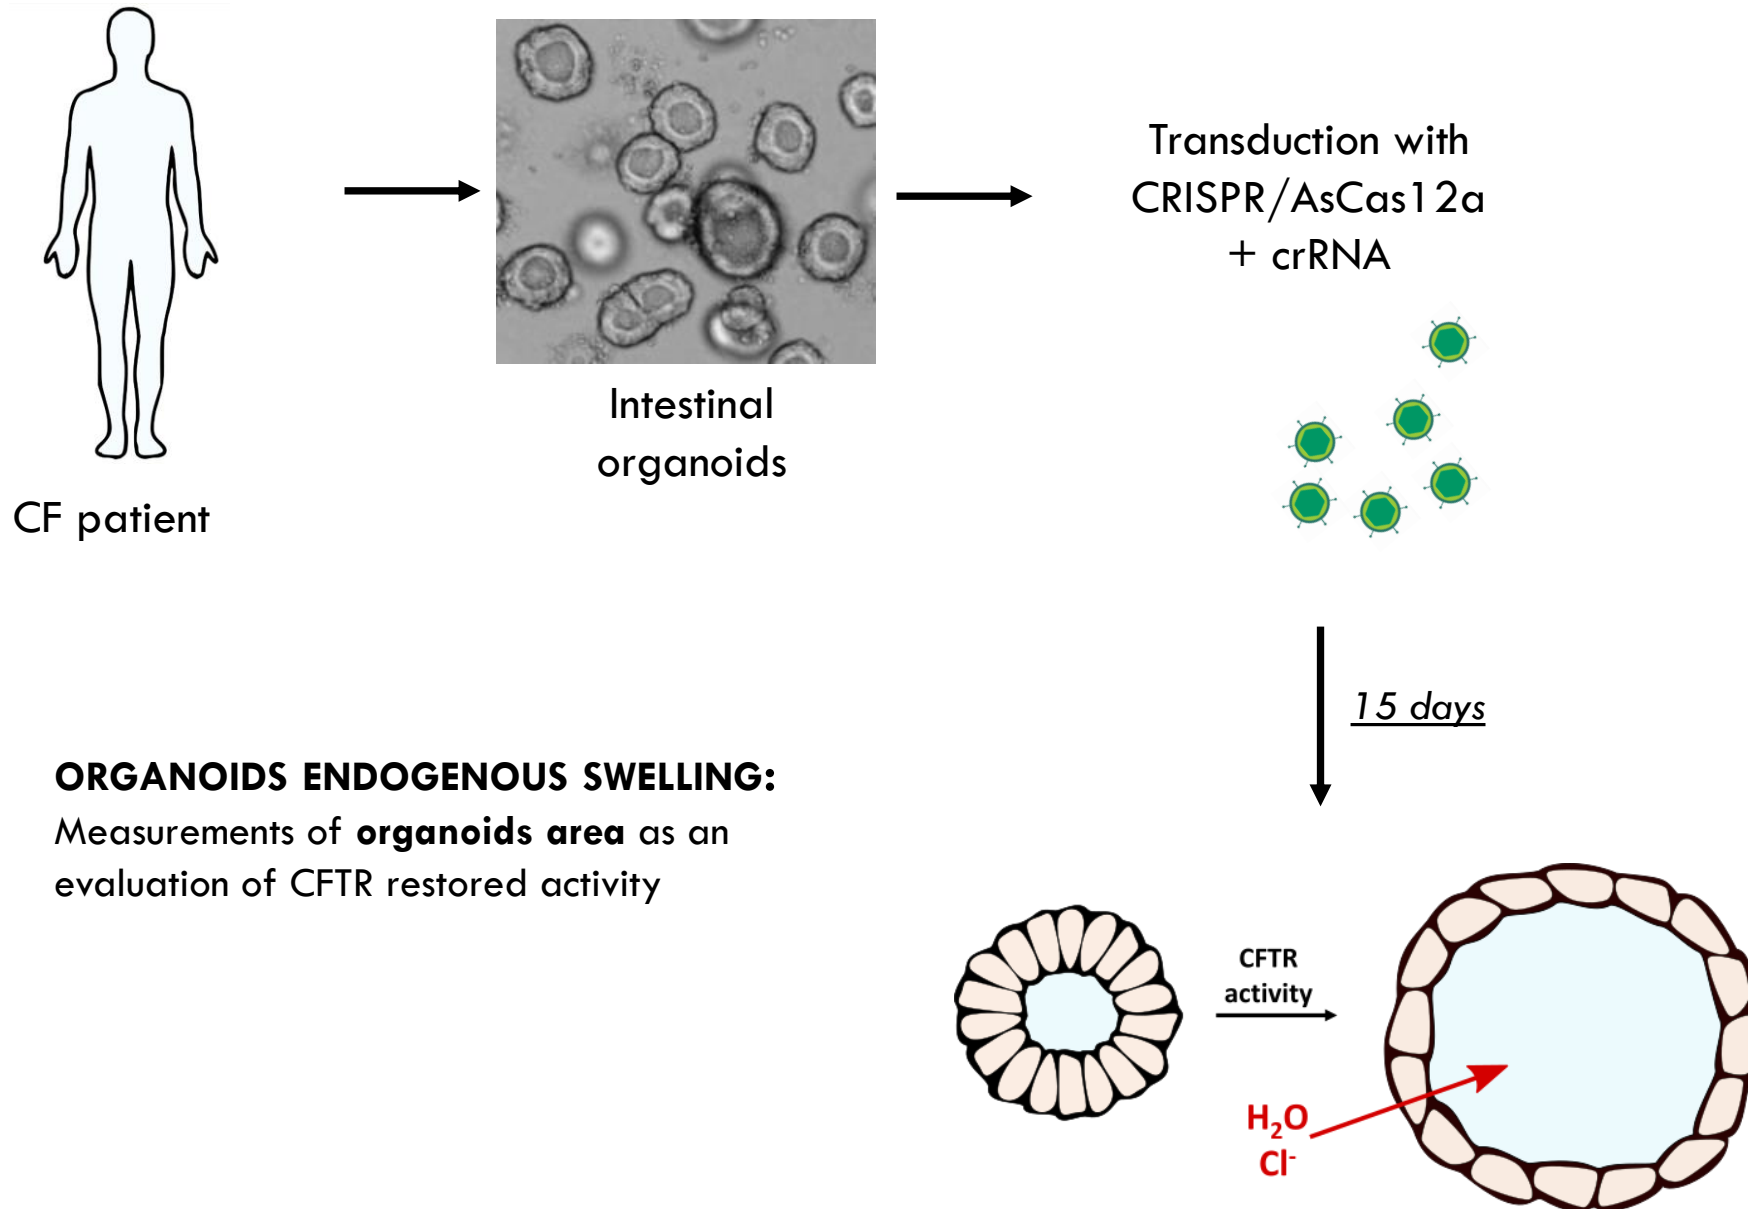 CF patient
Intestinal
organoids
Transduction with
CRISPR/AsCas12a
+ crRNA
15 days
ORGANOIDS ENDOGENOUS SWELLING:
Measurements of organoids area as an
evaluation of CFTR restored activity
CFTR
activity
H₂O
Cl⁻